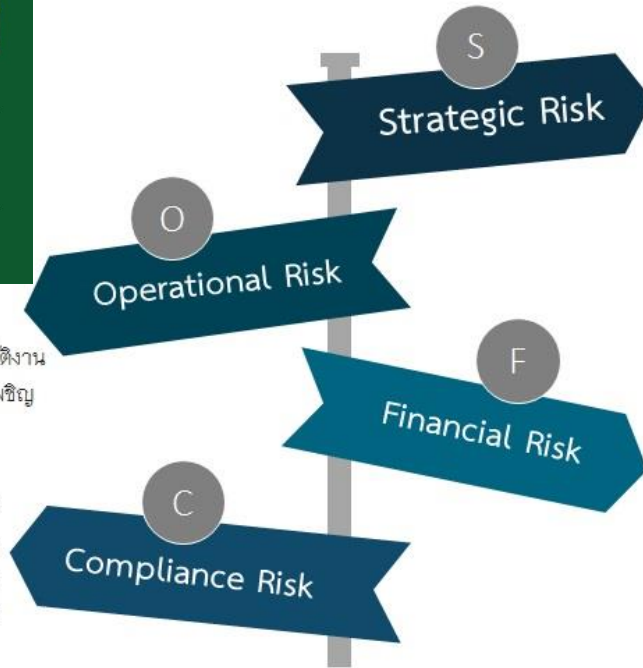 S
Strategic Risk
O
Operational Risk
F
Financial Risk
C
Compliance Risk